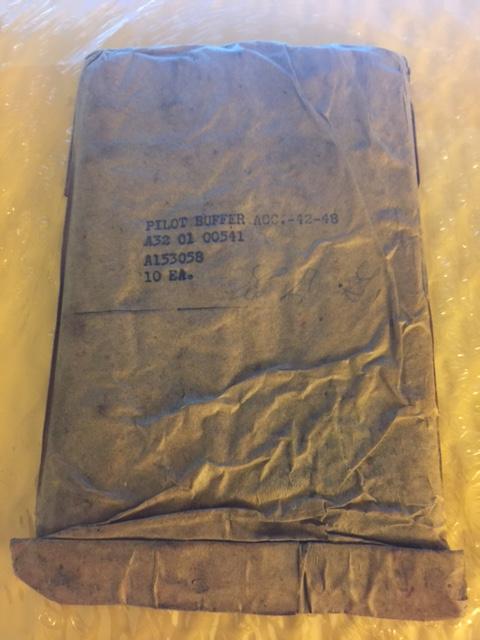 PILOT BUFFER ACC.-42-48
A32 01 00541
A153058
10 EA.